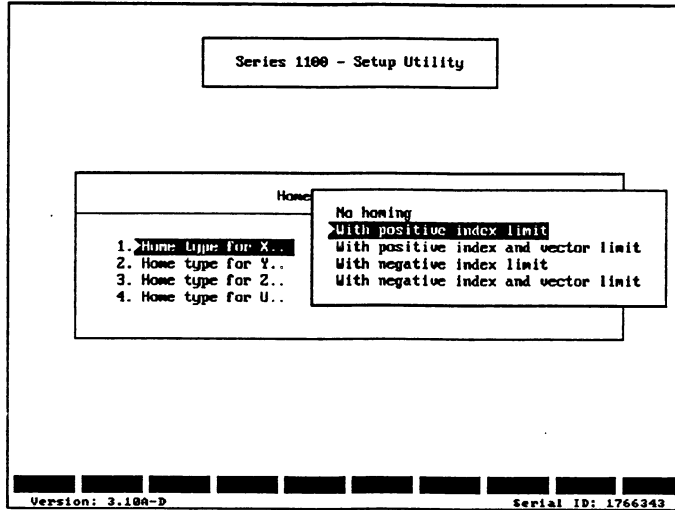 Series 1100 - Setup Utility
Home
No homing
With positive index limit
With positive index and vector limit
With negative index limit
With negative index and vector limit
1. Home type for X..
2. Home type for Y..
3. Home type for Z..
4. Home type for U..
Version: 3.10A-D
Serial ID: 1766343